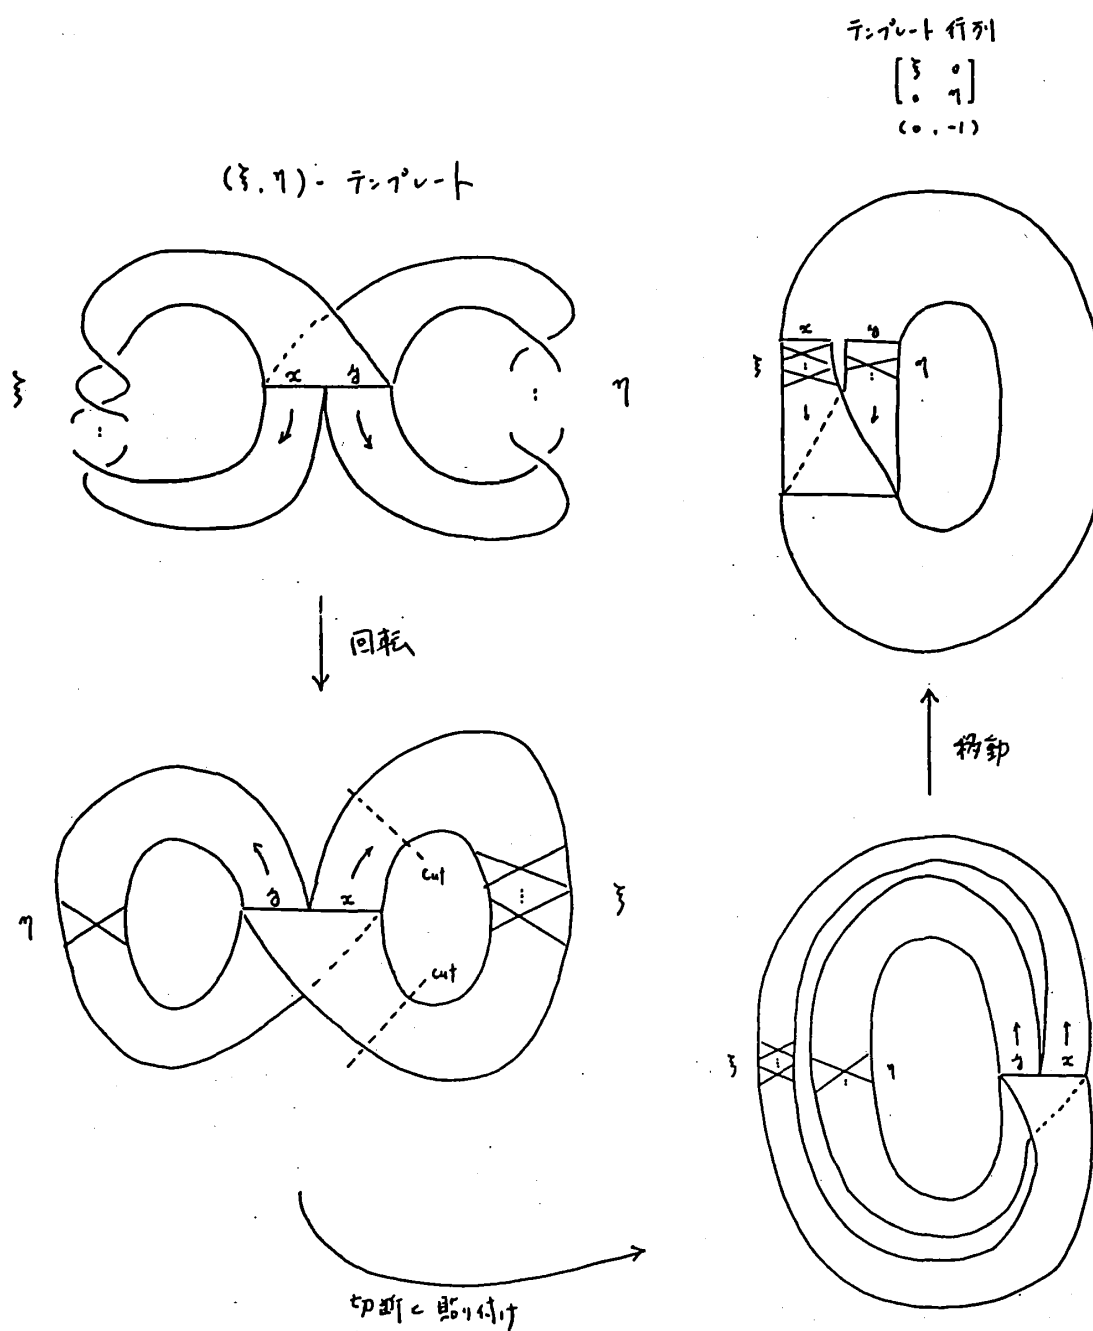 テンプレート行列
[ξ 0
0 η]
(0, -1)
(ξ, η)- テンプレート
ξ
x
y
η
回転
η
y
x
cut
cut
ξ
切断と貼り付け
ξ
η
y
x
移動
x
y
ξ
η